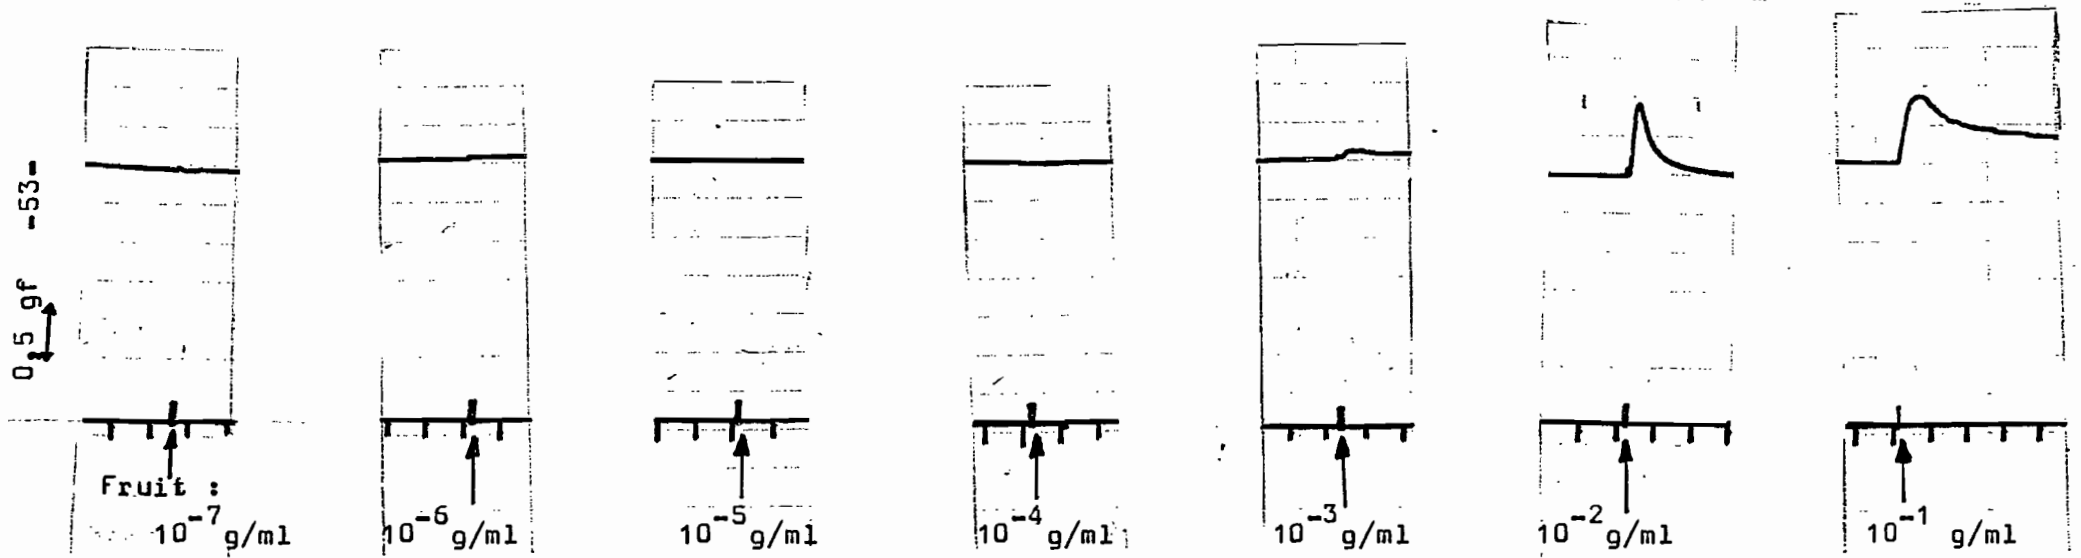 -53-
0,5 gf
Fruit :
10⁻⁷ g/ml
10⁻⁶ g/ml
10⁻⁵ g/ml
10⁻⁴ g/ml
10⁻³ g/ml
10⁻² g/ml
10⁻¹ g/ml